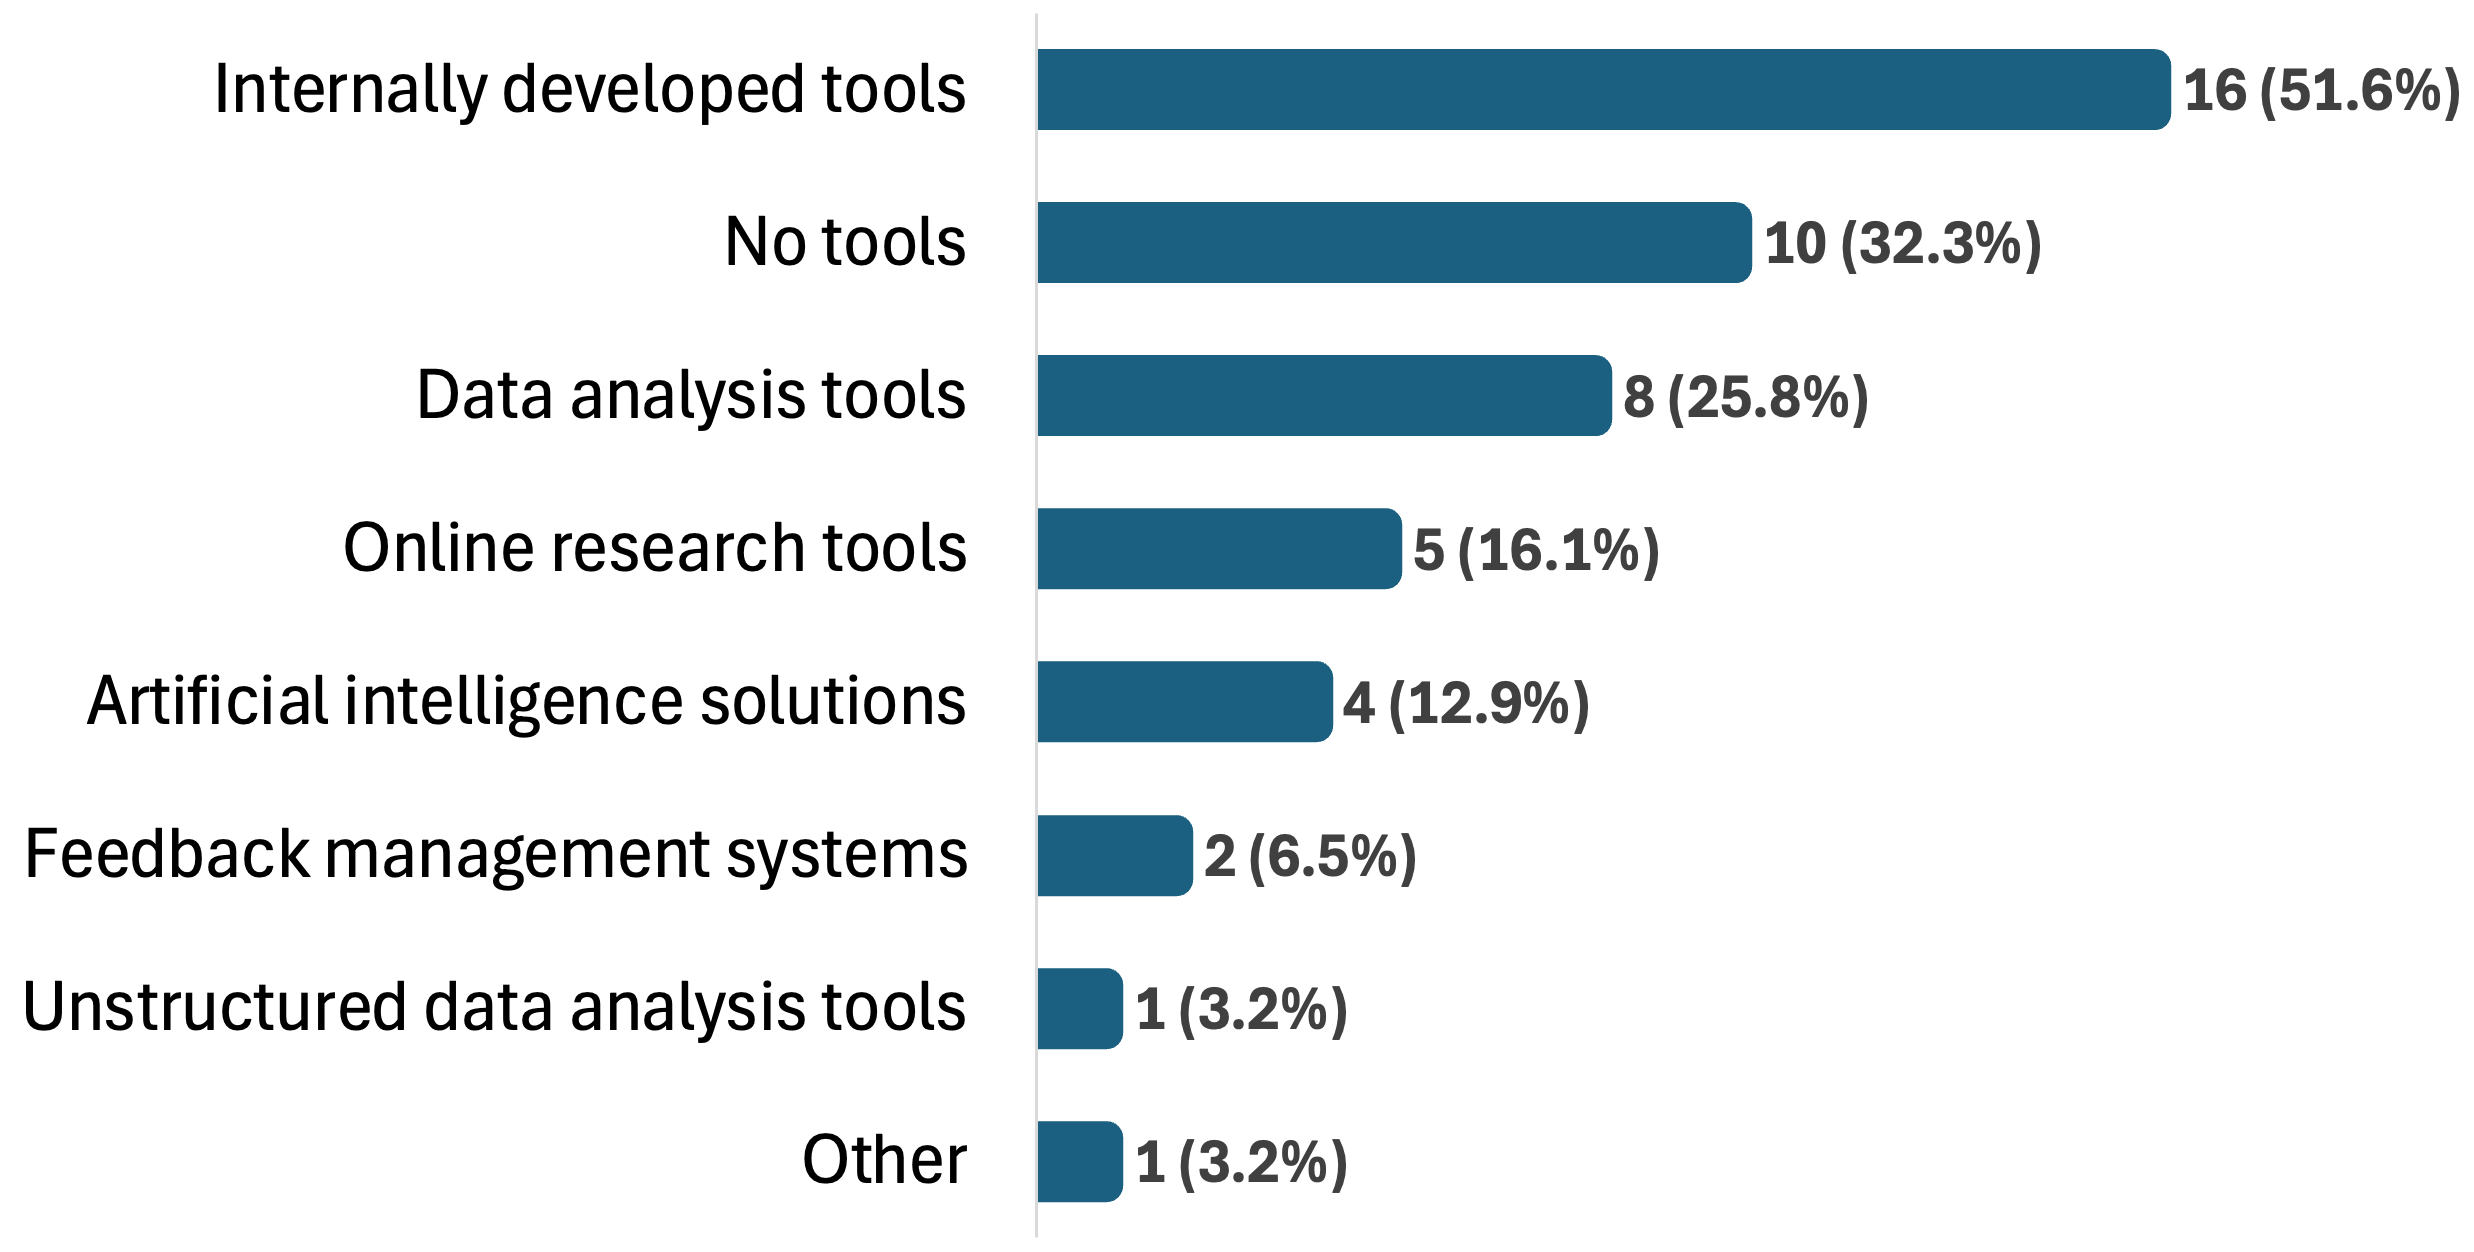 Internally developed tools 16 (51.6%)
No tools 10 (32.3%)
Data analysis tools 8 (25.8%)
Online research tools 5 (16.1%)
Artificial intelligence solutions 4 (12.9%)
Feedback management systems 2 (6.5%)
Unstructured data analysis tools 1 (3.2%)
Other 1 (3.2%)